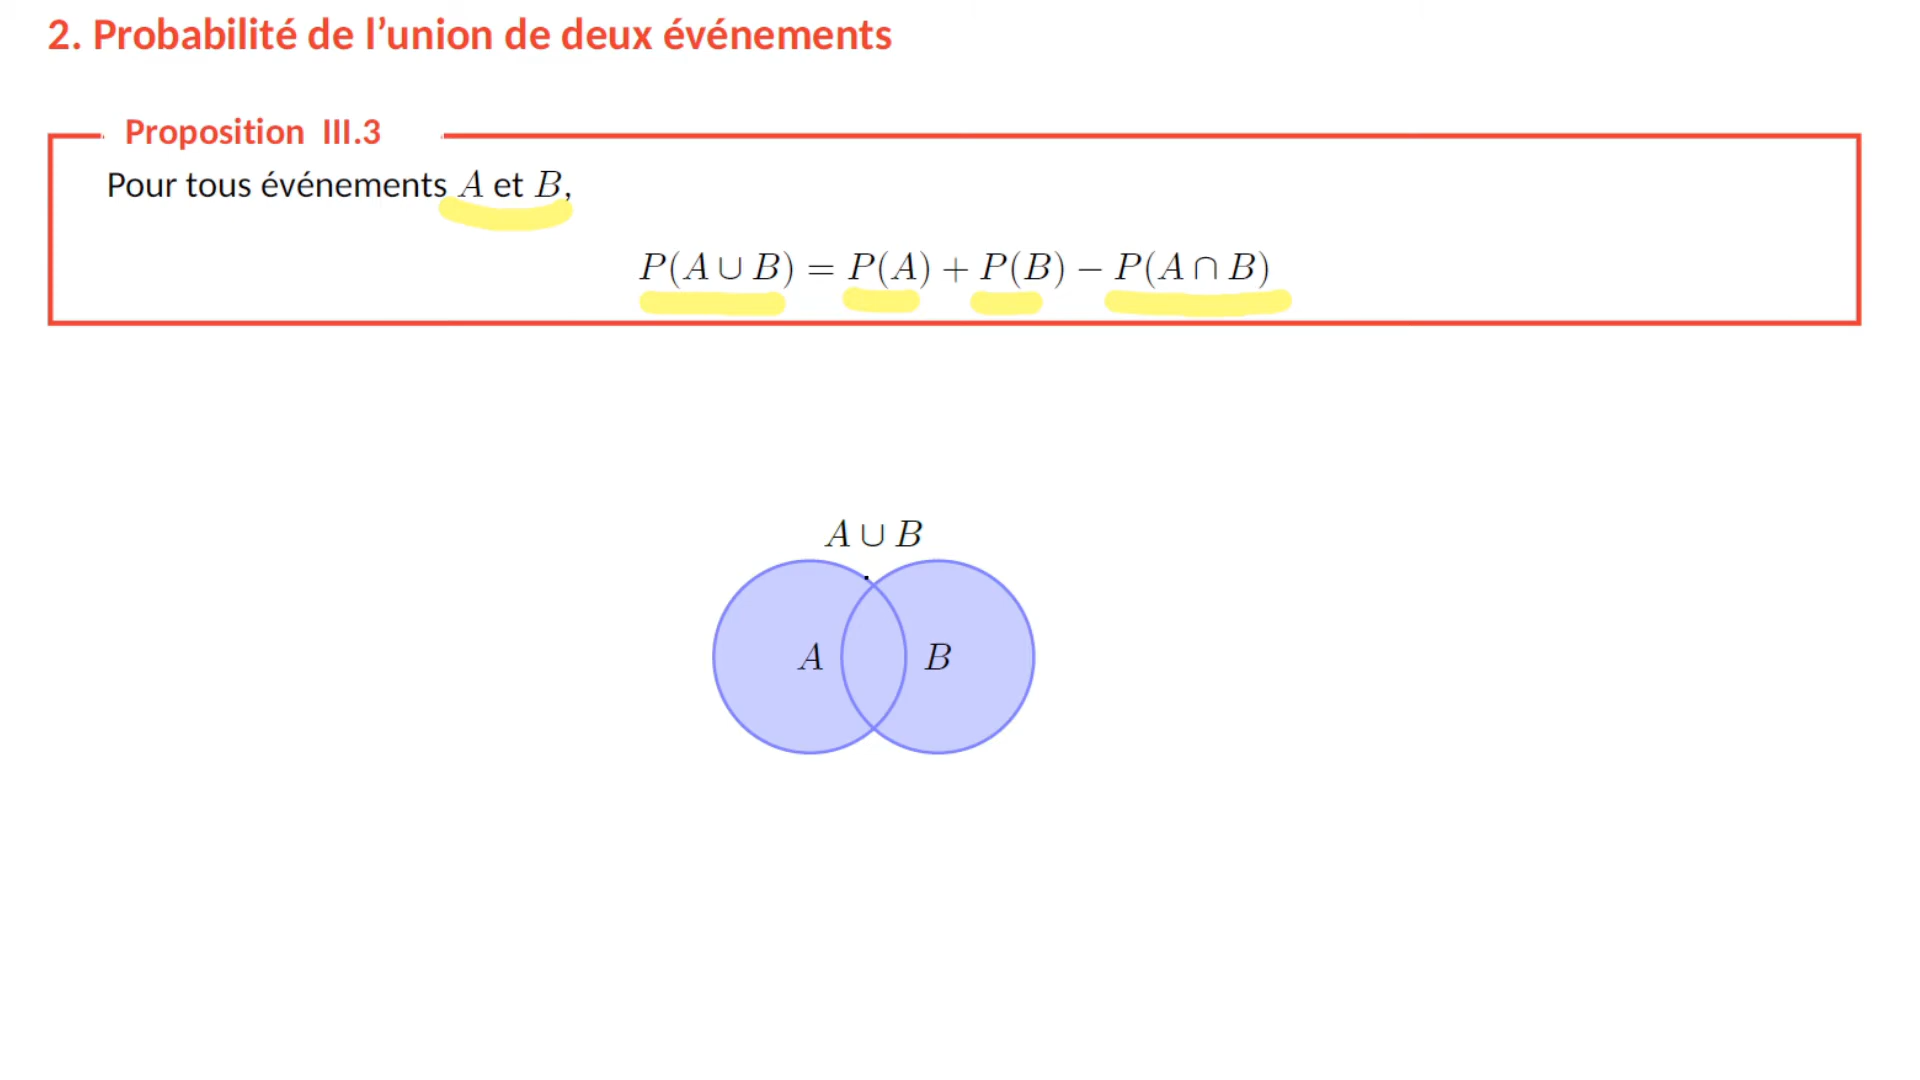 2. Probabilité de l’union de deux événements
Proposition III.3
Pour tous événements A et B,
P(A ∪ B) = P(A) + P(B) − P(A ∩ B)
A ∪ B
A B